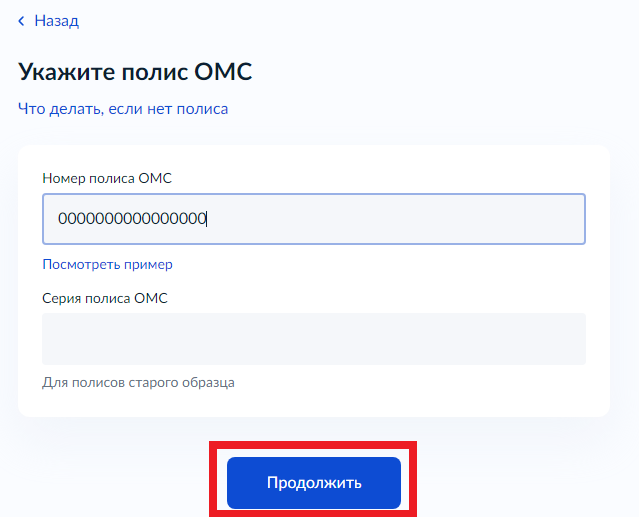 Назад
Укажите полис ОМС
Что делать, если нет полиса
Номер полиса ОМС
0000000000000000
Посмотреть пример
Серия полиса ОМС
Для полисов старого образца
Продолжить